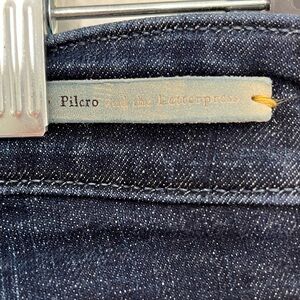 Pilcro and the Letterpress